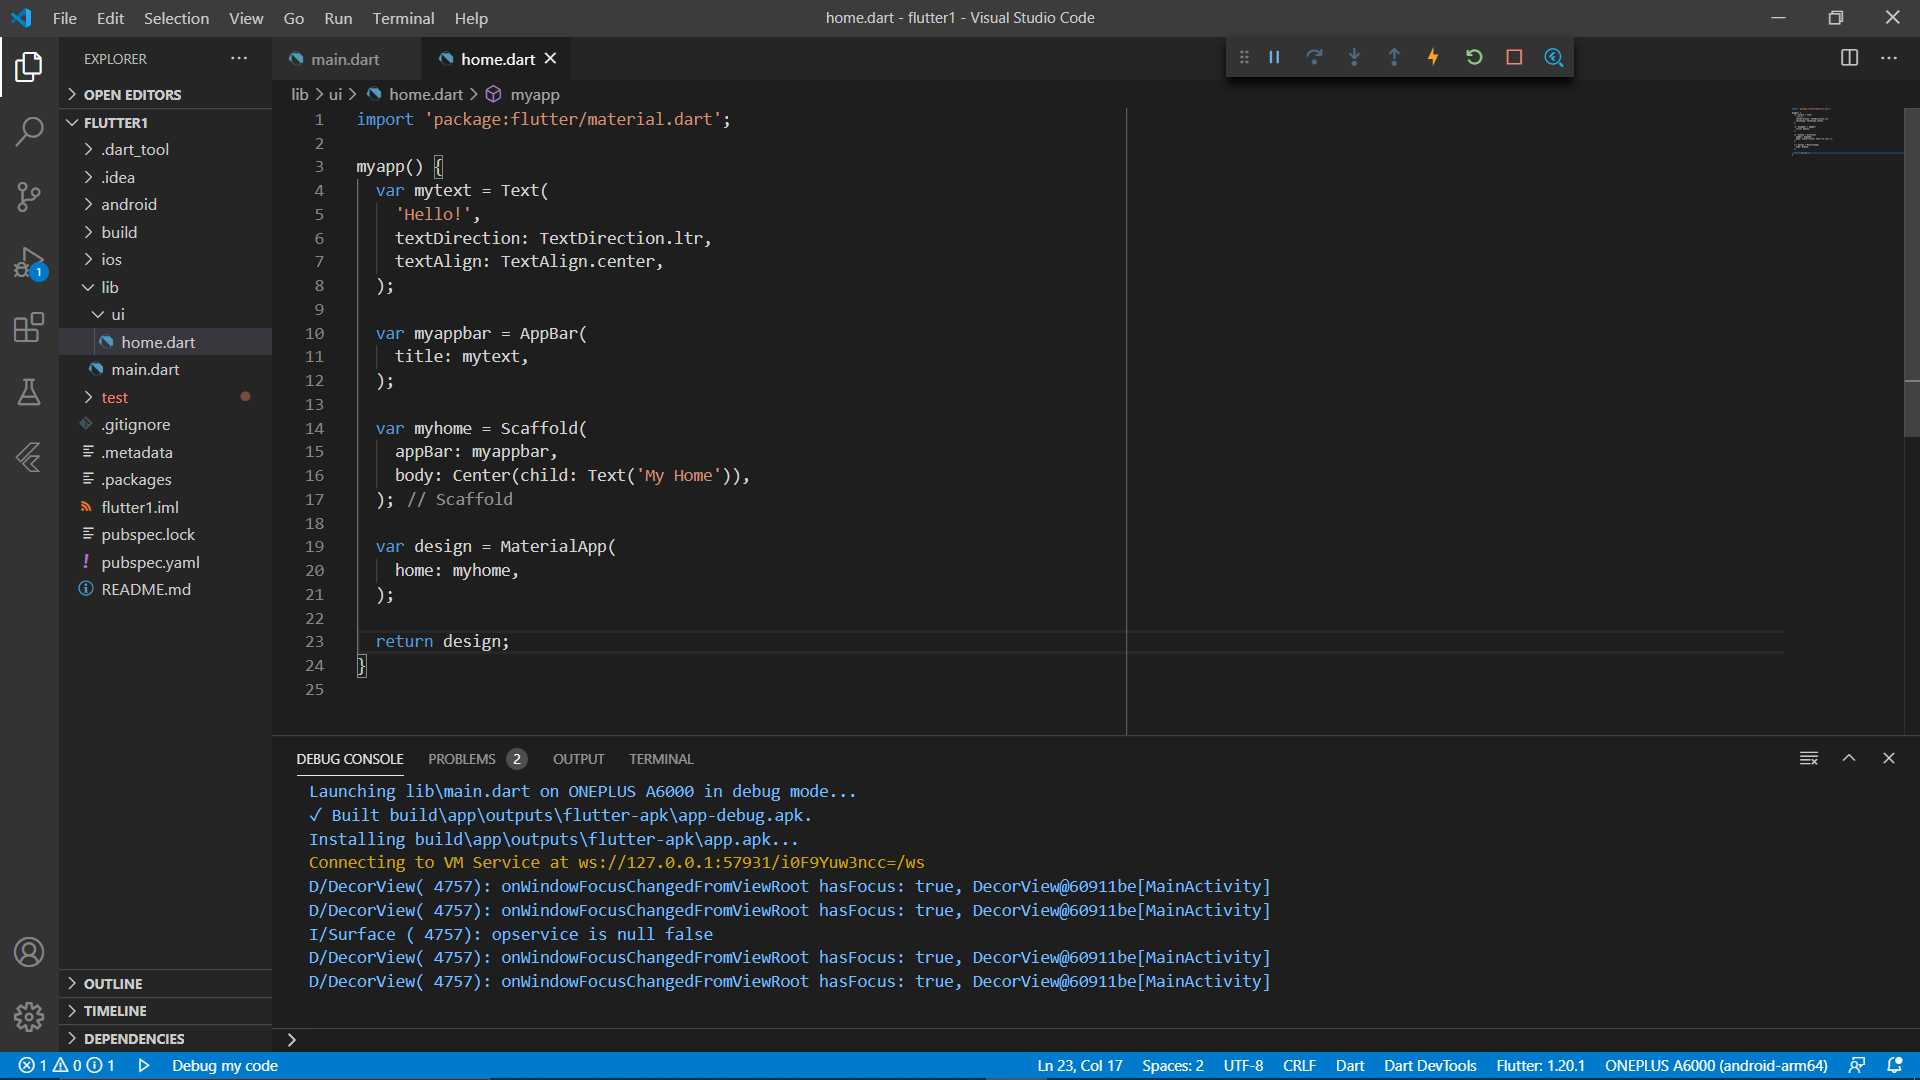 File Edit Selection View Go Run Terminal Help
home.dart - flutter1 - Visual Studio Code
EXPLORER
OPEN EDITORS
FLUTTER1
.dart_tool
.idea
android
build
ios
lib
ui
home.dart
main.dart
test
.gitignore
.metadata
.packages
flutter1.iml
pubspec.lock
pubspec.yaml
README.md
OUTLINE
TIMELINE
DEPENDENCIES
1
main.dart home.dart
lib > ui > home.dart > myapp
1 import 'package:flutter/material.dart';
2
3 myapp() {
4 var mytext = Text(
5 'Hello!',
6 textDirection: TextDirection.ltr,
7 textAlign: TextAlign.center,
8 );
9
10 var myappbar = AppBar(
11 title: mytext,
12 );
13
14 var myhome = Scaffold(
15 appBar: myappbar,
16 body: Center(child: Text('My Home')),
17 ); // Scaffold
18
19 var design = MaterialApp(
20 home: myhome,
21 );
22
23 return design;
24 }
25
DEBUG CONSOLE PROBLEMS 2 OUTPUT TERMINAL
Launching lib\main.dart on ONEPLUS A6000 in debug mode...
✓ Built build\app\outputs\flutter-apk\app-debug.apk.
Installing build\app\outputs\flutter-apk\app.apk...
Connecting to VM Service at ws://127.0.0.1:57931/i0F9Yuw3ncc=/ws
D/DecorView( 4757): onWindowFocusChangedFromViewRoot hasFocus: true, DecorView@60911be[MainActivity]
D/DecorView( 4757): onWindowFocusChangedFromViewRoot hasFocus: true, DecorView@60911be[MainActivity]
I/Surface ( 4757): opservice is null false
D/DecorView( 4757): onWindowFocusChangedFromViewRoot hasFocus: true, DecorView@60911be[MainActivity]
D/DecorView( 4757): onWindowFocusChangedFromViewRoot hasFocus: true, DecorView@60911be[MainActivity]
>
1 0 1 Debug my code Ln 23, Col 17 Spaces: 2 UTF-8 CRLF Dart Dart DevTools Flutter: 1.20.1 ONEPLUS A6000 (android-arm64)